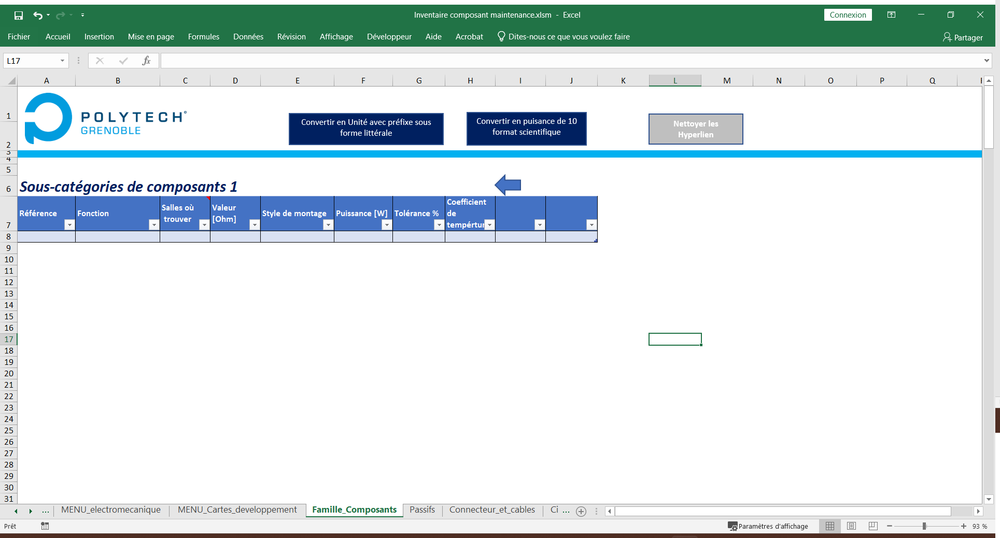 Inventaire composant maintenance.xlsm - Excel
Connexion
Fichier Accueil Insertion Mise en page Formules Données Révision Affichage Développeur Aide Acrobat Dites-nous ce que vous voulez faire Partager
L17 fx
A B C D E F G H I J K L M N O P Q
1
2
3
4
5
6
7
8
9
10
11
12
13
14
15
16
17
18
19
20
21
22
23
24
25
26
27
28
29
30
31
POLYTECH
GRENOBLE
Convertir en Unité avec préfixe sous
forme littérale
Convertir en puisance de 10
format scientifique
Nettoyer les
Hyperlien
Sous-catégories de composants 1
Référence
Fonction
Salles où
trouver
Valeur
[Ohm]
Style de montage
Puissance [W]
Tolérance %
Coefficient
de
tempértur
... MENU_electromecanique MENU_Cartes_developpement Famille_Composants Passifs Connecteur_et_cables Ci ...
Prêt
Paramètres d'affichage
93 %